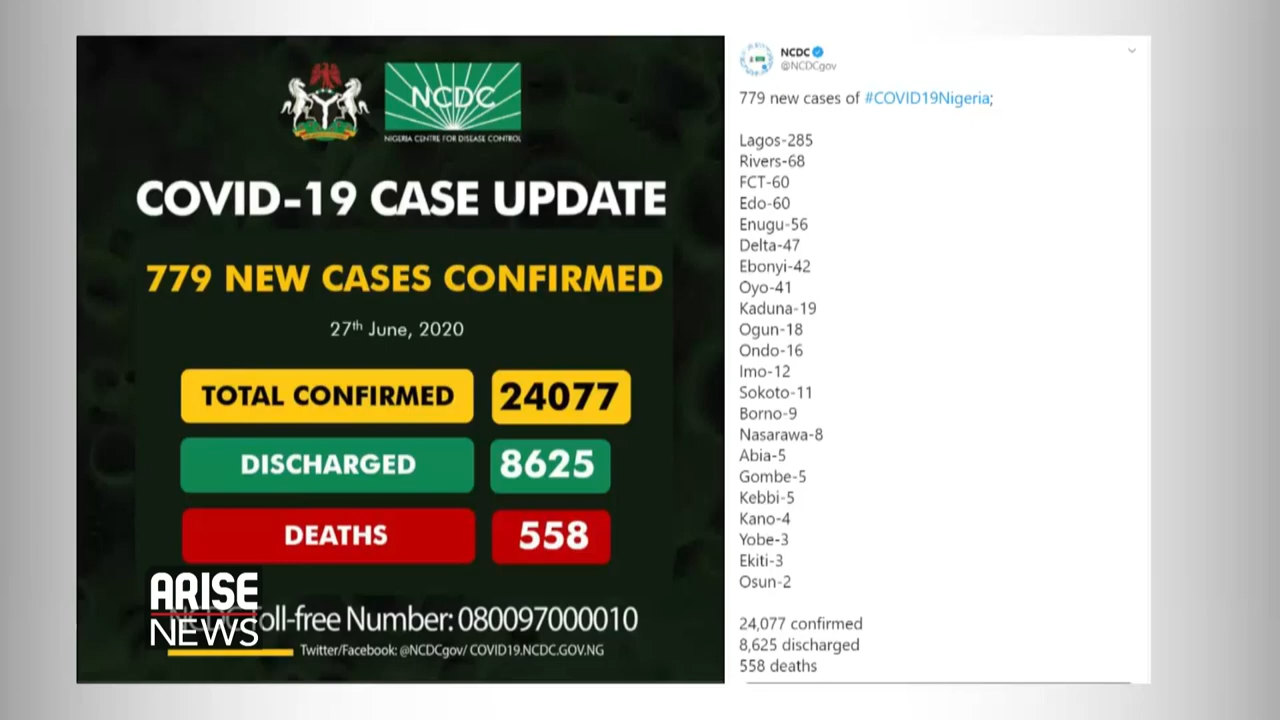 NCDC
NIGERIA CENTRE FOR DISEASE CONTROL
COVID-19 CASE UPDATE
779 NEW CASES CONFIRMED
27th June, 2020
TOTAL CONFIRMED 24077
DISCHARGED 8625
DEATHS 558
ARISE
NEWS
Toll-free Number: 080097000010
Twitter/Facebook: @NCDCgov/ COVID19.NCDC.GOV.NG
NCDC
@NCDCgov
779 new cases of #COVID19Nigeria;
Lagos-285
Rivers-68
FCT-60
Edo-60
Enugu-56
Delta-47
Ebonyi-42
Oyo-41
Kaduna-19
Ogun-18
Ondo-16
Imo-12
Sokoto-11
Borno-9
Nasarawa-8
Abia-5
Gombe-5
Kebbi-5
Kano-4
Yobe-3
Ekiti-3
Osun-2
24,077 confirmed
8,625 discharged
558 deaths